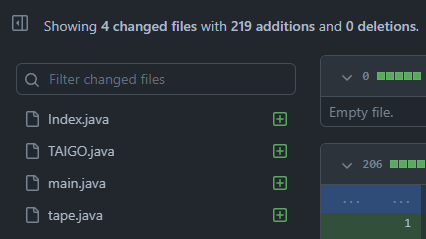 Showing 4 changed files with 219 additions and 0 deletions.
Filter changed files
Index.java
TAIGO.java
main.java
tape.java
0
Empty file.
206
... ...
1